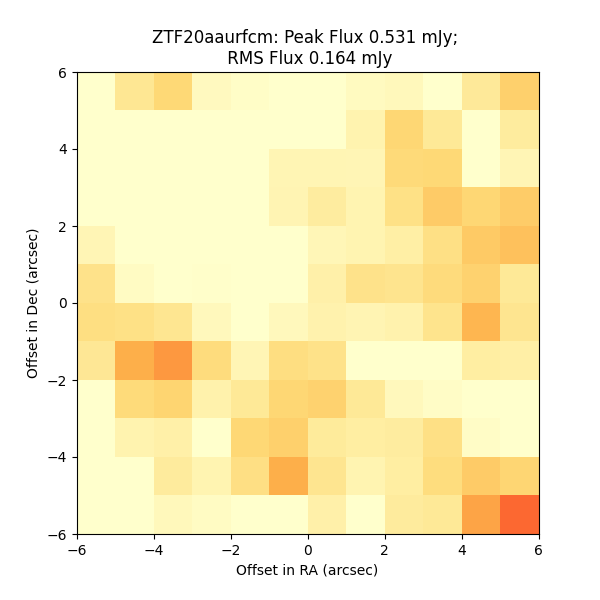 ZTF20aaurfcm: Peak Flux 0.531 mJy;
RMS Flux 0.164 mJy
6
4
2
0
−2
−4
−6
Offset in Dec (arcsec)
−6 −4 −2 0 2 4 6
Offset in RA (arcsec)